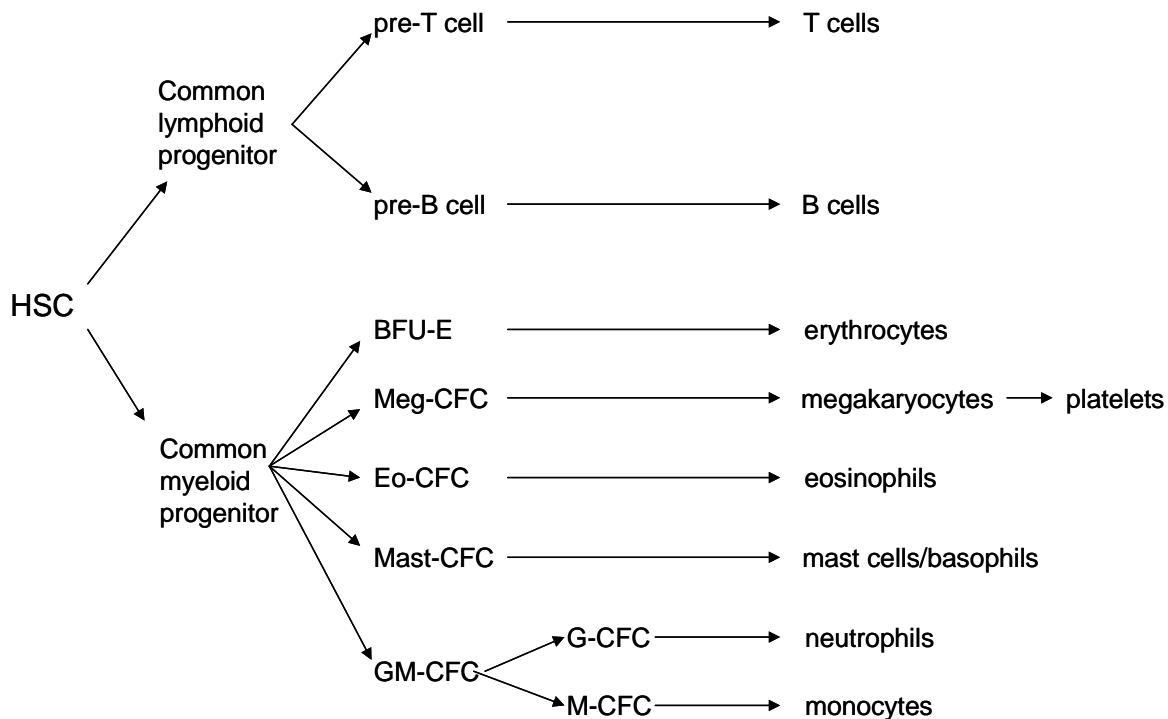 pre-T cell
T cells
Common
lymphoid
progenitor
pre-B cell
B cells
HSC
BFU-E
erythrocytes
Meg-CFC
megakaryocytes
platelets
Common
myeloid
progenitor
Eo-CFC
eosinophils
Mast-CFC
mast cells/basophils
G-CFC
neutrophils
GM-CFC
M-CFC
monocytes